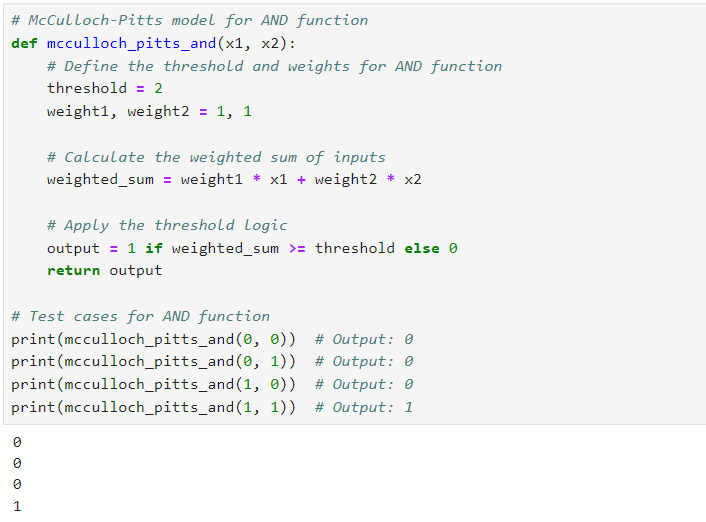 # McCulloch-Pitts model for AND function
def mcculloch_pitts_and(x1, x2):
    # Define the threshold and weights for AND function
    threshold = 2
    weight1, weight2 = 1, 1

    # Calculate the weighted sum of inputs
    weighted_sum = weight1 * x1 + weight2 * x2

    # Apply the threshold logic
    output = 1 if weighted_sum >= threshold else 0
    return output

# Test cases for AND function
print(mcculloch_pitts_and(0, 0))  # Output: 0
print(mcculloch_pitts_and(0, 1))  # Output: 0
print(mcculloch_pitts_and(1, 0))  # Output: 0
print(mcculloch_pitts_and(1, 1))  # Output: 1
0
0
0
1